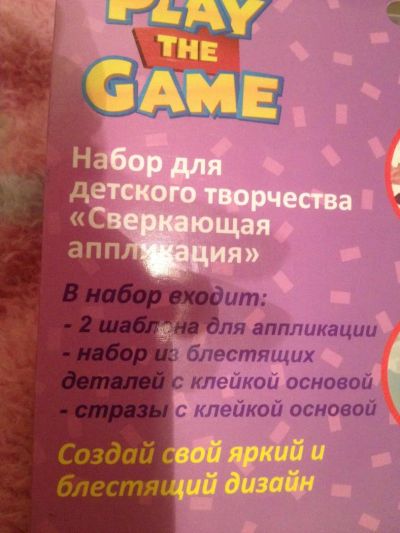 PLAY
THE
GAME
Набор для
детского творчества
«Сверкающая
аппликация»
В набор входит:
- 2 шаблона для аппликации
- набор из блестящих
деталей с клейкой основой
- стразы с клейкой основой
Создай свой яркий и
блестящий дизайн